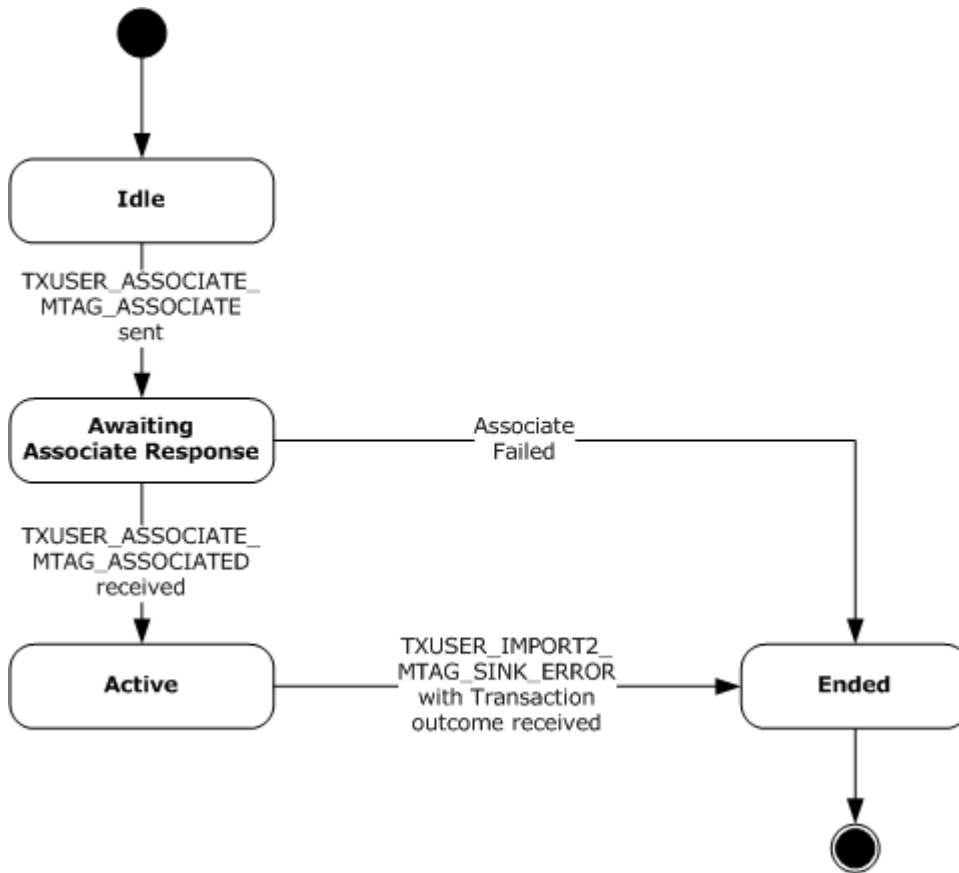 Idle
TXUSER_ASSOCIATE_
MTAG_ASSOCIATE
sent
Awaiting
Associate Response
Associate
Failed
TXUSER_ASSOCIATE_
MTAG_ASSOCIATED
received
Active
TXUSER_IMPORT2_
MTAG_SINK_ERROR
with Transaction
outcome received
Ended